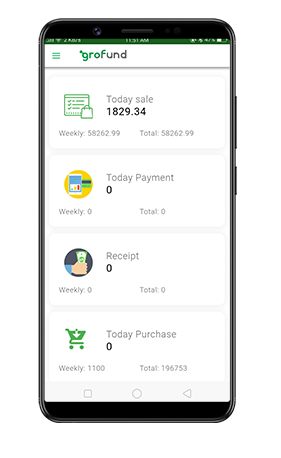 11:51 AM
grofund
Today sale
1829.34
Weekly: 58262.99 Total: 58262.99
Today Payment
0
Weekly: 0 Total: 0
Receipt
0
Weekly: 0 Total: 0
Today Purchase
0
Weekly: 1100 Total: 196753